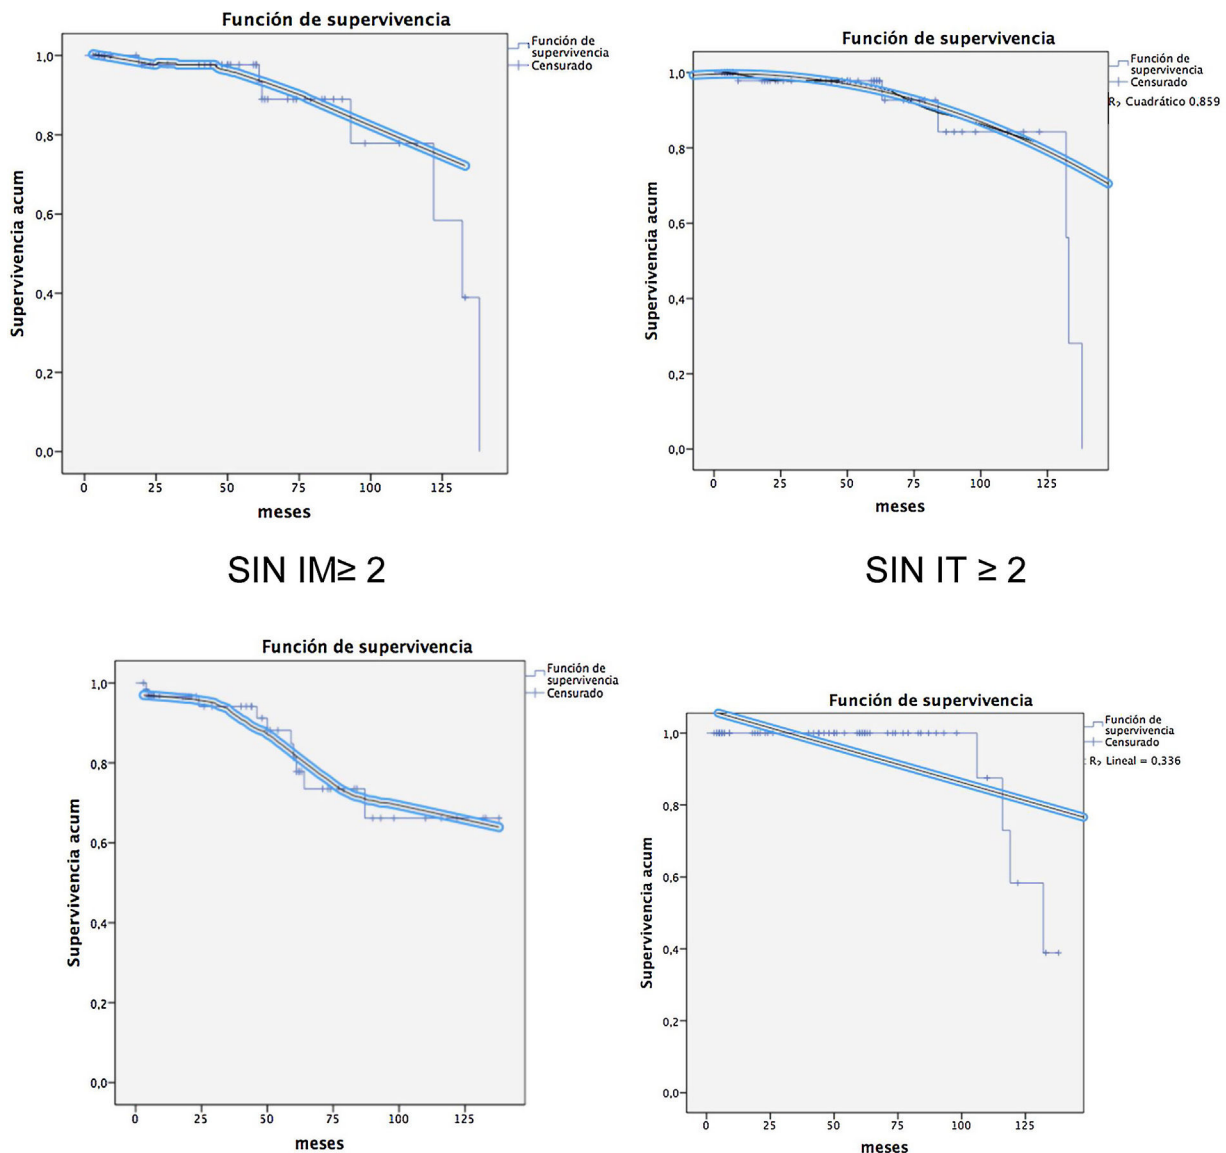 Función de supervivencia
Función de
supervivencia
Censurado
Supervivencia acum
1,0
0,8
0,6
0,4
0,2
0,0
0 25 50 75 100 125
meses
Función de supervivencia
Función de
supervivencia
Censurado
R₂ Cuadrático 0,859
Supervivencia acum
1,0
0,8
0,6
0,4
0,2
0,0
0 25 50 75 100 125
meses
SIN IM≥ 2
SIN IT ≥ 2
Función de supervivencia
Función de
supervivencia
Censurado
Supervivencia acum
1,0
0,8
0,6
0,4
0,2
0,0
0 25 50 75 100 125
meses
Función de supervivencia
Función de
supervivencia
Censurado
R₂ Lineal = 0,336
Supervivencia acum
1,0
0,8
0,6
0,4
0,2
0,0
0 25 50 75 100 125
meses